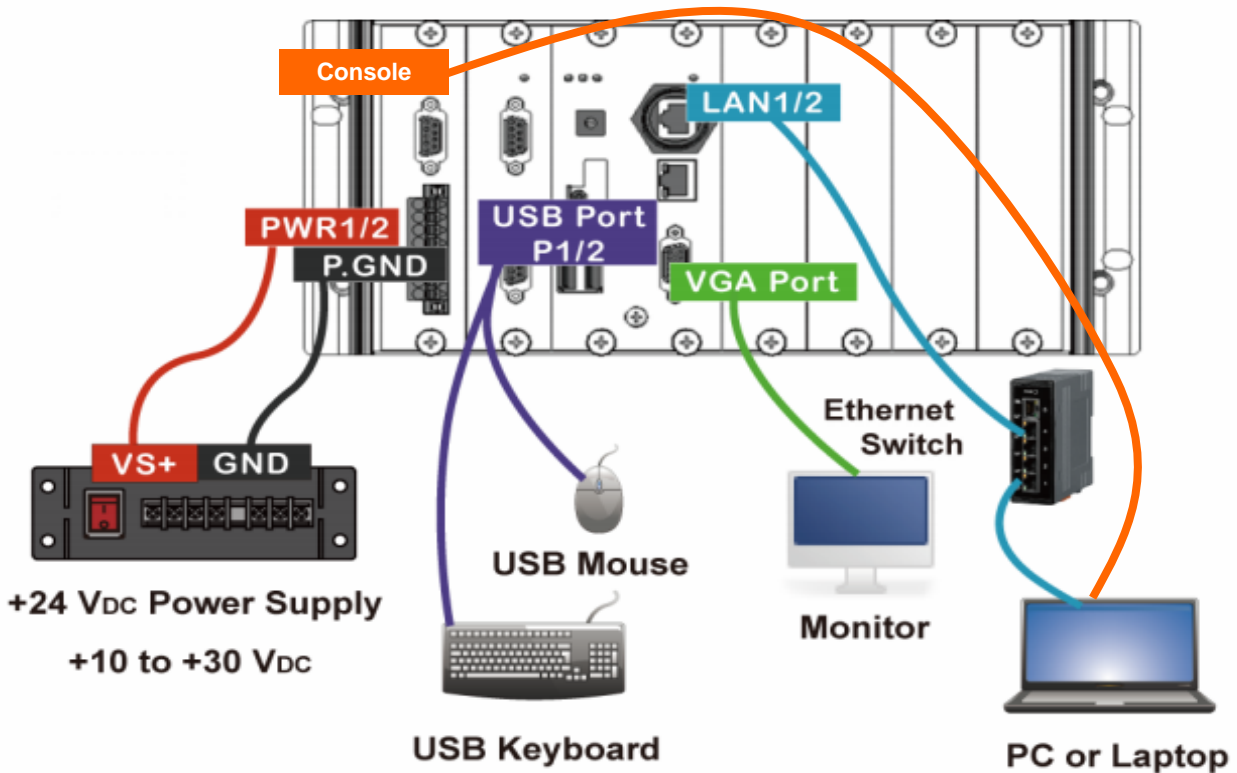 Console
LAN1/2
PWR1/2
P.GND
USB Port
P1/2
VGA Port
Ethernet
Switch
VS+
GND
USB Mouse
+24 VDC Power Supply
+10 to +30 VDC
Monitor
USB Keyboard
PC or Laptop